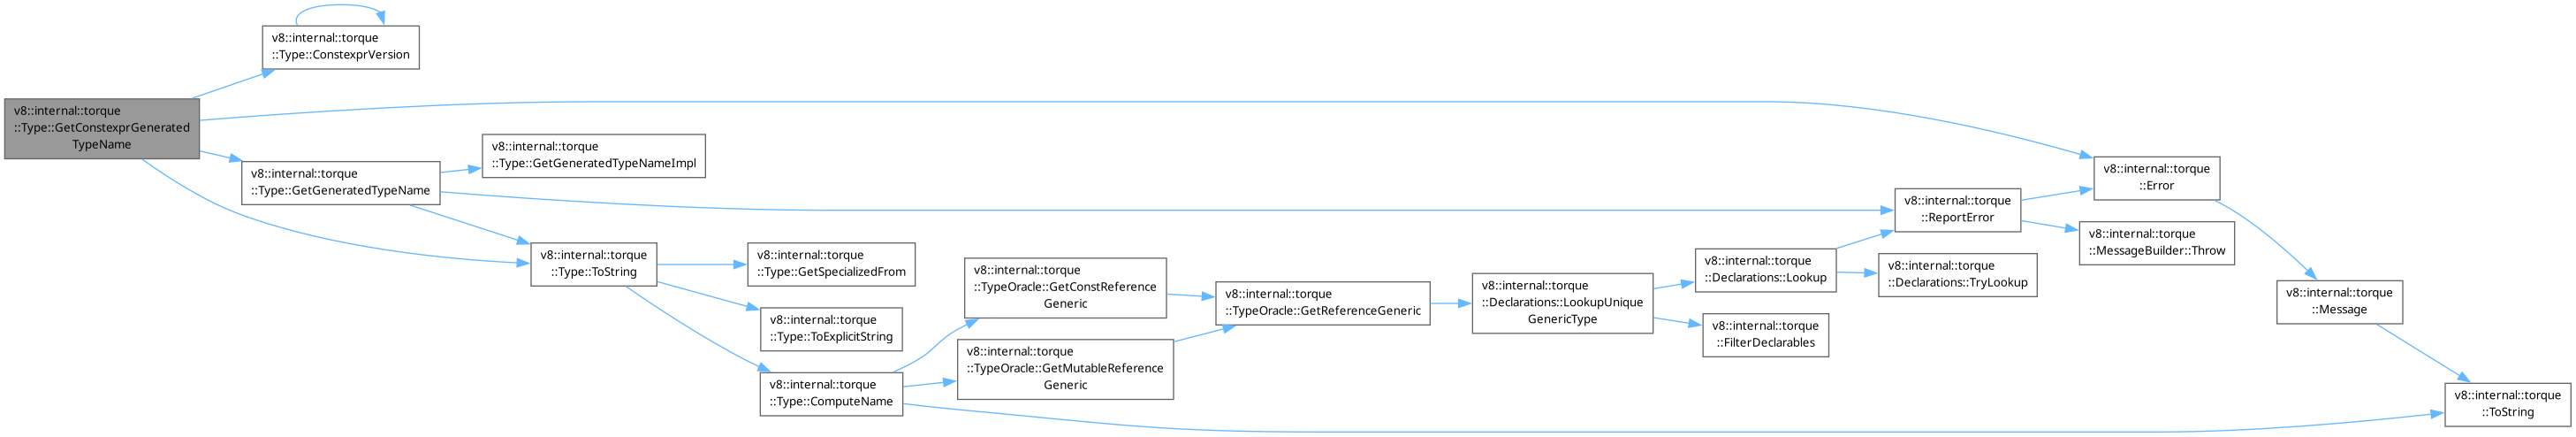 v8::internal::torque
::Type::ConstexprVersion
v8::internal::torque
::Type::GetConstexprGenerated
TypeName
v8::internal::torque
::Type::GetGeneratedTypeNameImpl
v8::internal::torque
::Type::GetGeneratedTypeName
v8::internal::torque
::Error
v8::internal::torque
::ReportError
v8::internal::torque
::MessageBuilder::Throw
v8::internal::torque
::Type::ToString
v8::internal::torque
::Type::GetSpecializedFrom
v8::internal::torque
::Type::ToExplicitString
v8::internal::torque
::Type::ComputeName
v8::internal::torque
::TypeOracle::GetConstReference
Generic
v8::internal::torque
::TypeOracle::GetMutableReference
Generic
v8::internal::torque
::TypeOracle::GetReferenceGeneric
v8::internal::torque
::Declarations::LookupUnique
GenericType
v8::internal::torque
::Declarations::Lookup
v8::internal::torque
::Declarations::TryLookup
v8::internal::torque
::FilterDeclarables
v8::internal::torque
::Message
v8::internal::torque
::ToString